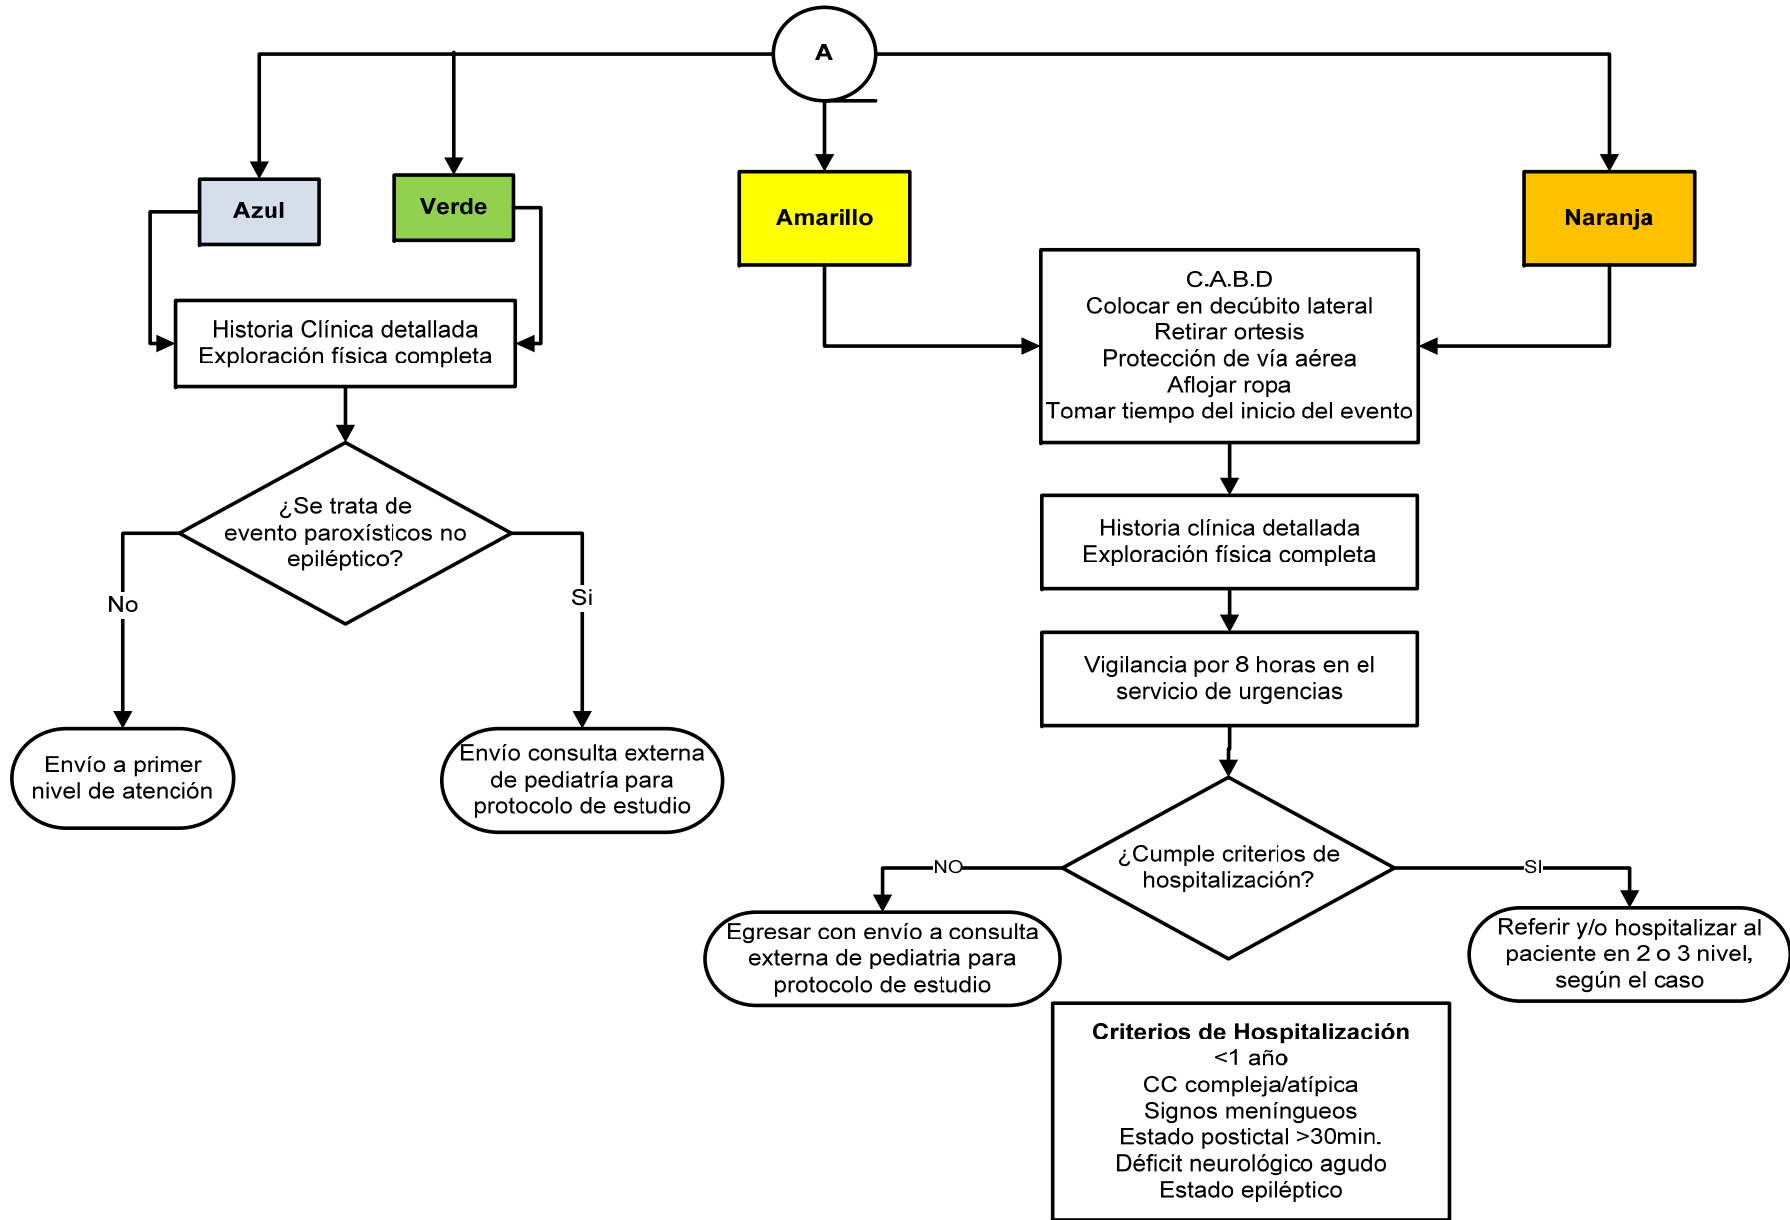 A
Azul
Verde
Amarillo
Naranja
Historia Clínica detallada
Exploración física completa
C.A.B.D
Colocar en decúbito lateral
Retirar ortesis
Protección de vía aérea
Aflojar ropa
Tomar tiempo del inicio del evento
¿Se trata de
evento paroxísticos no
epiléptico?
No
Si
Envío a primer
nivel de atención
Envío consulta externa
de pediatría para
protocolo de estudio
Historia clínica detallada
Exploración física completa
Vigilancia por 8 horas en el
servicio de urgencias
¿Cumple criterios de
hospitalización?
NO
SI
Egresar con envío a consulta
externa de pediatria para
protocolo de estudio
Referir y/o hospitalizar al
paciente en 2 o 3 nivel,
según el caso
Criterios de Hospitalización
<1 año
CC compleja/atípica
Signos meníngueos
Estado postictal >30min.
Déficit neurológico agudo
Estado epiléptico